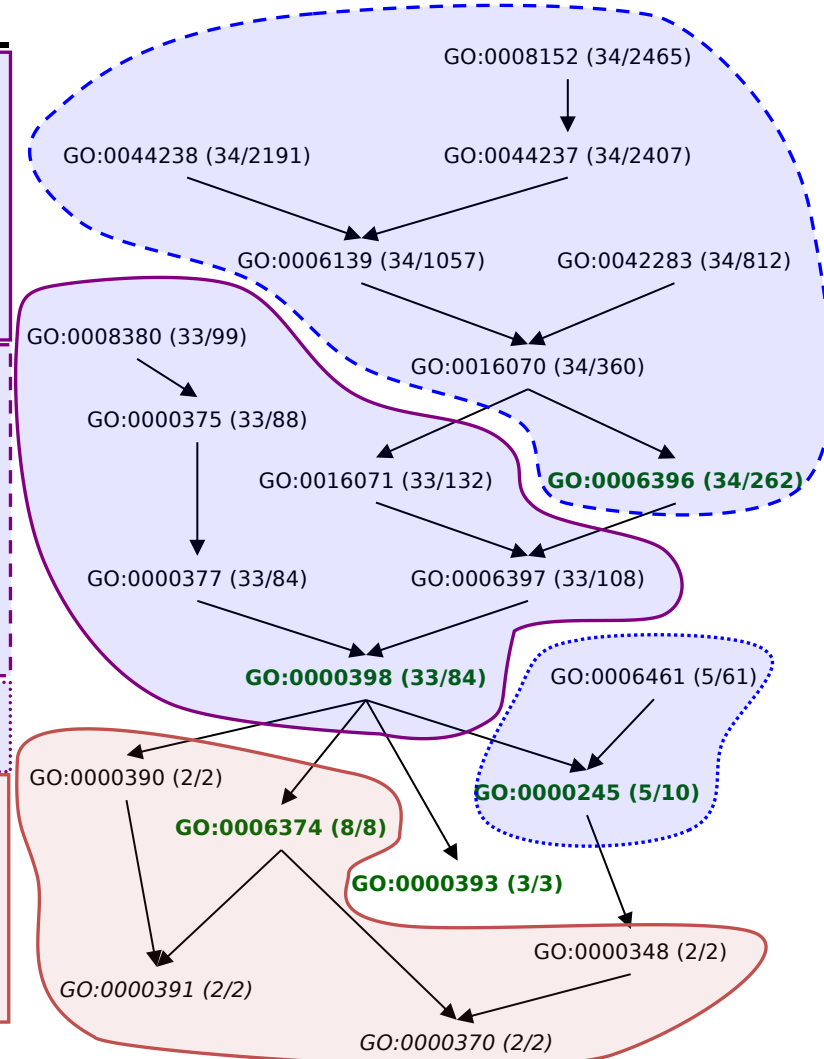 GO:0008152 (34/2465)
GO:0044238 (34/2191)
GO:0044237 (34/2407)
GO:0006139 (34/1057)
GO:0042283 (34/812)
GO:0008380 (33/99)
GO:0016070 (34/360)
GO:0000375 (33/88)
GO:0016071 (33/132)
GO:0006396 (34/262)
GO:0000377 (33/84)
GO:0006397 (33/108)
GO:0000398 (33/84)
GO:0006461 (5/61)
GO:0000390 (2/2)
GO:0000245 (5/10)
GO:0006374 (8/8)
GO:0000393 (3/3)
GO:0000348 (2/2)
GO:0000391 (2/2)
GO:0000370 (2/2)